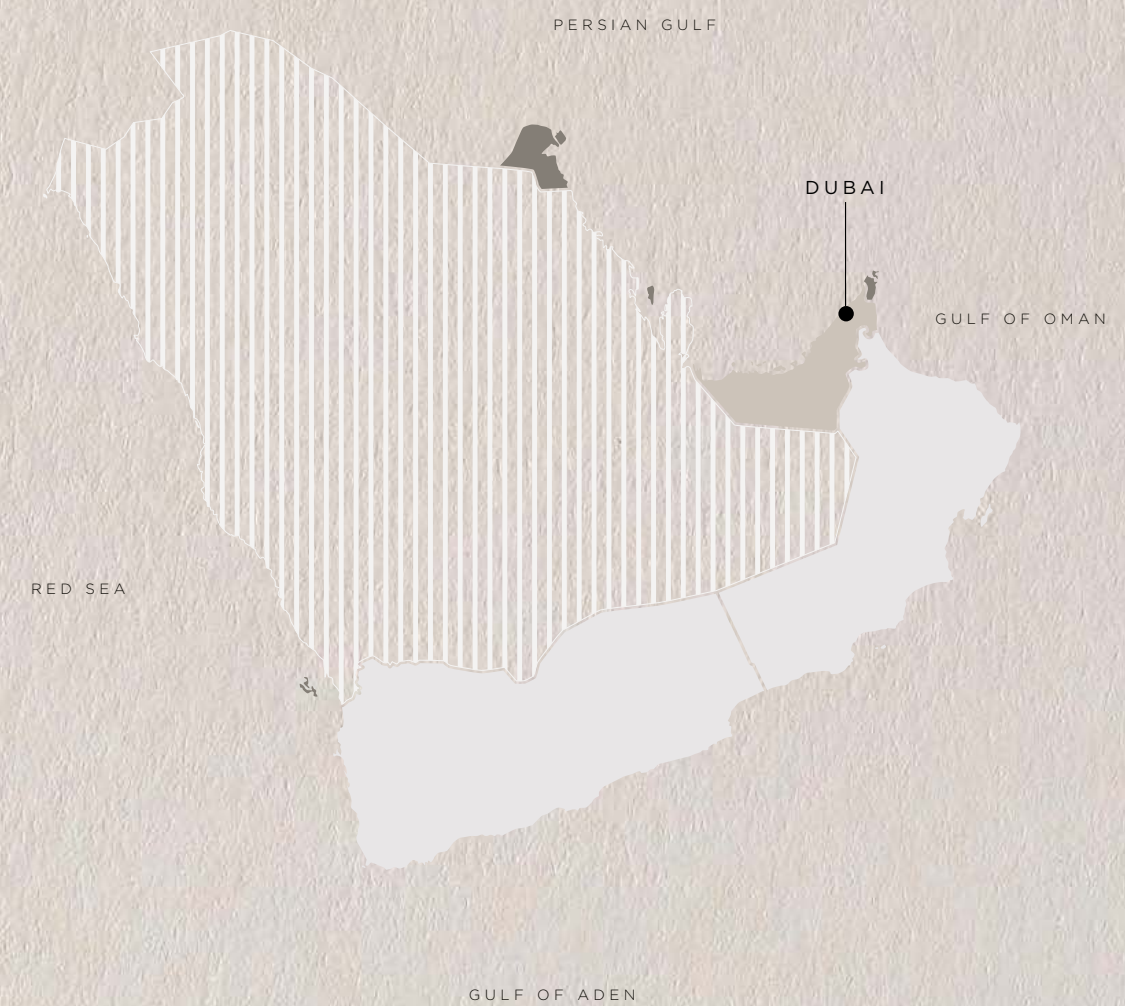 PERSIAN GULF
DUBAI
GULF OF OMAN
RED SEA
GULF OF ADEN